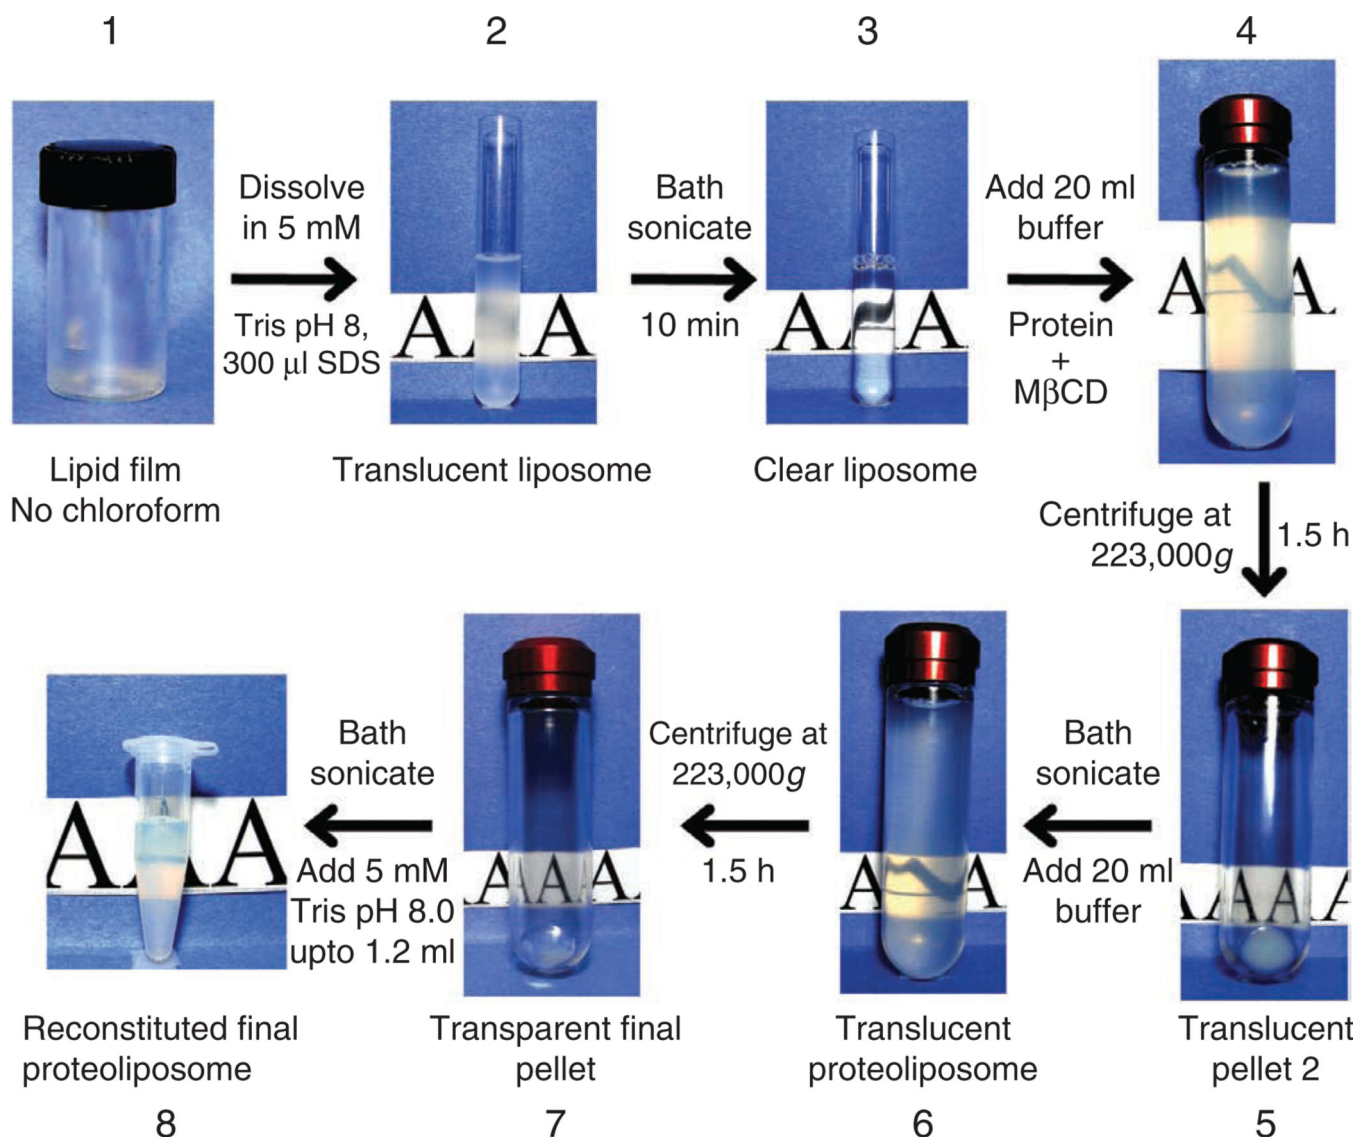 1
2
3
4
Dissolve
in 5 mM
Tris pH 8,
300 μl SDS
Bath
sonicate
10 min
Add 20 ml
buffer
Protein
+
MβCD
A A A
A A A
A A
Lipid film
No chloroform
Translucent liposome
Clear liposome
Centrifuge at
223,000g
1.5 h
Bath
sonicate
Add 5 mM
Tris pH 8.0
upto 1.2 ml
Centrifuge at
223,000g
1.5 h
Bath
sonicate
Add 20 ml
buffer
A A A
A A A A
A A
A A A A
Reconstituted final
proteoliposome
Transparent final
pellet
Translucent
proteoliposome
Translucent
pellet 2
8
7
6
5